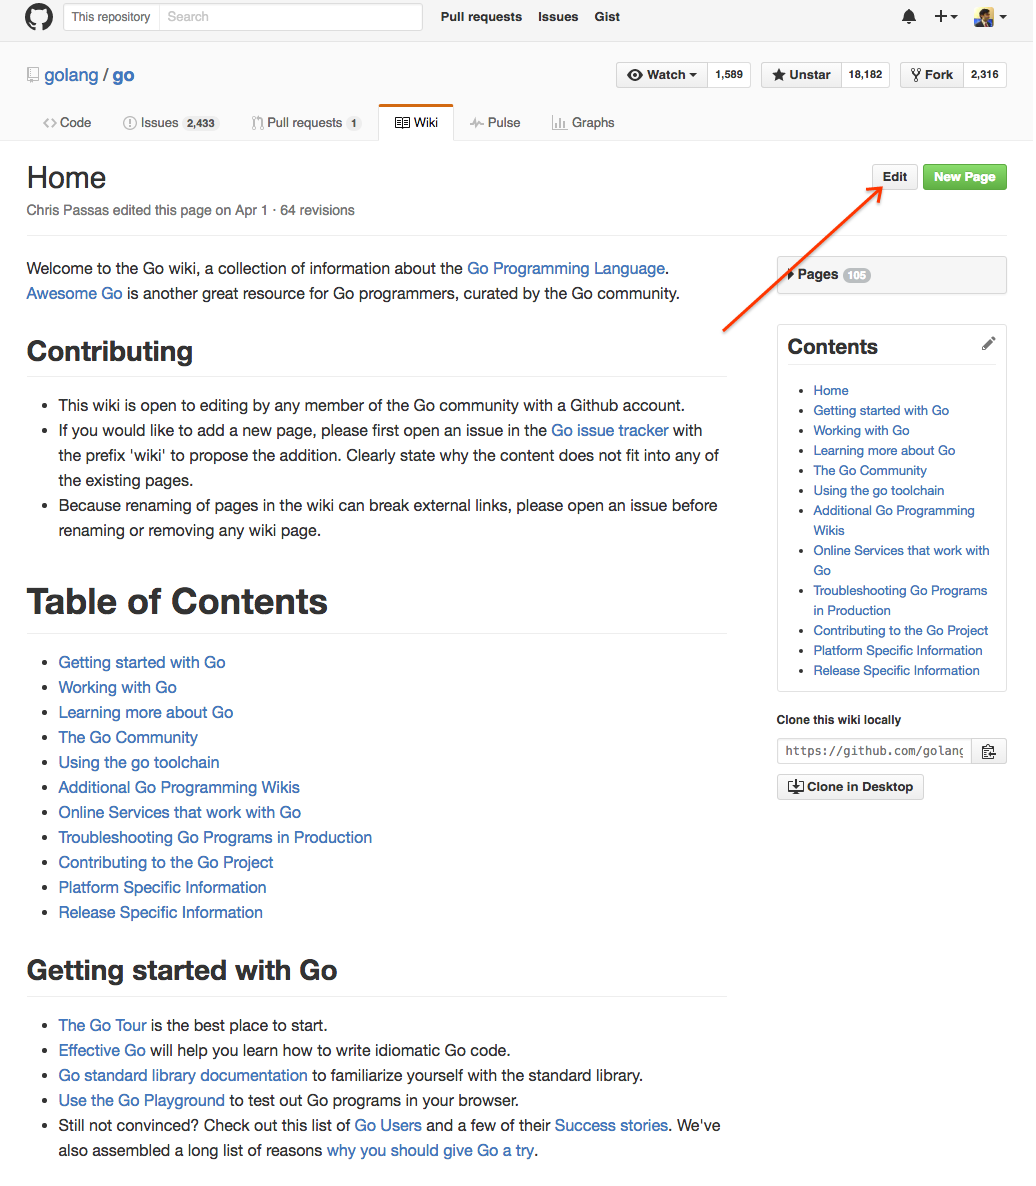 This repository Search Pull requests Issues Gist
golang / go Watch 1,589 Unstar 18,182 Fork 2,316
Code Issues 2,433 Pull requests 1 Wiki Pulse Graphs
Home Edit New Page
Chris Passas edited this page on Apr 1 · 64 revisions
Welcome to the Go wiki, a collection of information about the Go Programming Language.
Awesome Go is another great resource for Go programmers, curated by the Go community.
Contributing
This wiki is open to editing by any member of the Go community with a Github account.
If you would like to add a new page, please first open an issue in the Go issue tracker with
the prefix 'wiki' to propose the addition. Clearly state why the content does not fit into any of
the existing pages.
Because renaming of pages in the wiki can break external links, please open an issue before
renaming or removing any wiki page.
Table of Contents
Getting started with Go
Working with Go
Learning more about Go
The Go Community
Using the go toolchain
Additional Go Programming Wikis
Online Services that work with Go
Troubleshooting Go Programs in Production
Contributing to the Go Project
Platform Specific Information
Release Specific Information
Getting started with Go
The Go Tour is the best place to start.
Effective Go will help you learn how to write idiomatic Go code.
Go standard library documentation to familiarize yourself with the standard library.
Use the Go Playground to test out Go programs in your browser.
Still not convinced? Check out this list of Go Users and a few of their Success stories. We've
also assembled a long list of reasons why you should give Go a try.
Pages 105
Contents
Home
Getting started with Go
Working with Go
Learning more about Go
The Go Community
Using the go toolchain
Additional Go Programming
Wikis
Online Services that work with
Go
Troubleshooting Go Programs
in Production
Contributing to the Go Project
Platform Specific Information
Release Specific Information
Clone this wiki locally
https://github.com/golang
Clone in Desktop